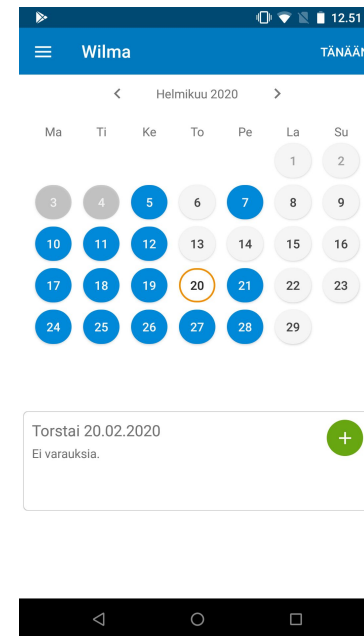 12.51
Wilma TÄNÄÄN
Helmikuu 2020
Ma Ti Ke To Pe La Su
1 2
3 4 5 6 7 8 9
10 11 12 13 14 15 16
17 18 19 20 21 22 23
24 25 26 27 28 29
Torstai 20.02.2020
Ei varauksia.